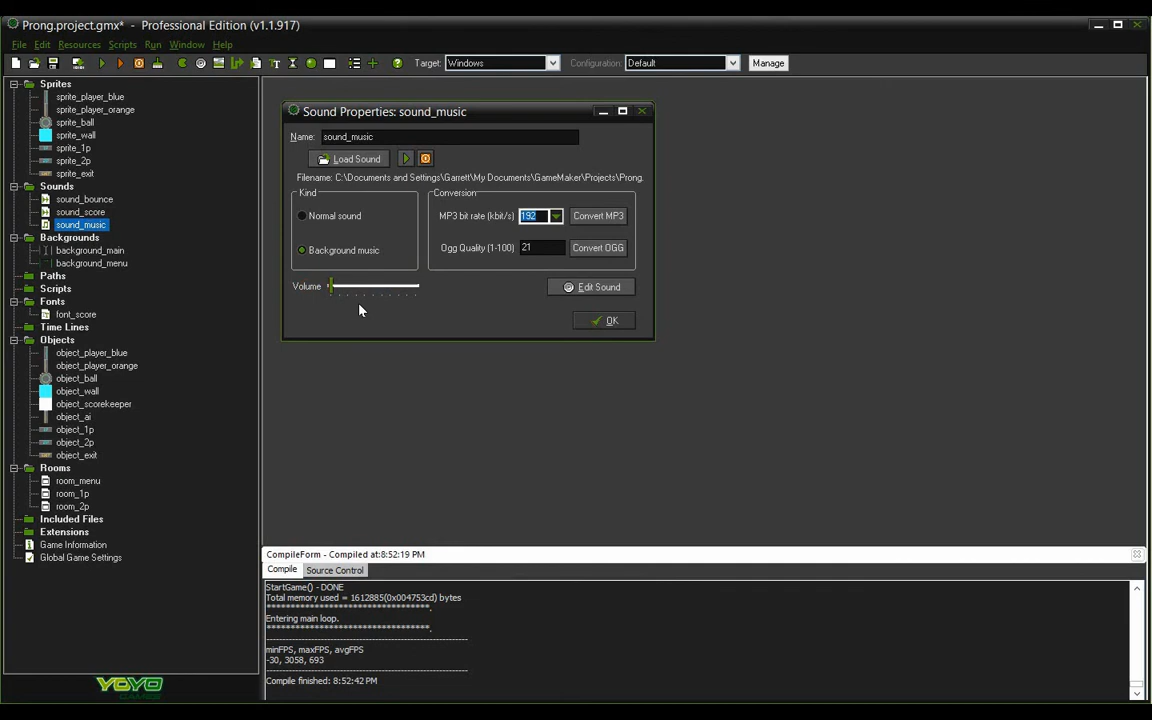 Prong.project.gmx* - Professional Edition (v1.1.917)
File Edit Resources Scripts Run Window Help
Target: Windows Configuration: Default Manage
Sprites
sprite_player_blue
sprite_player_orange
sprite_ball
sprite_wall
sprite_1p
sprite_2p
sprite_exit
Sounds
sound_bounce
sound_score
sound_music
Backgrounds
background_main
background_menu
Paths
Scripts
Fonts
font_score
Time Lines
Objects
object_player_blue
object_player_orange
object_ball
object_wall
object_scorekeeper
object_ai
object_1p
object_2p
object_exit
Rooms
room_menu
room_1p
room_2p
Included Files
Extensions
Game Information
Global Game Settings
YOYO
GAMES
Sound Properties: sound_music
Name: sound_music
Load Sound
Filename: C:\Documents and Settings\Garrett\My Documents\GameMaker\Projects\Prong.
Kind
Normal sound
Background music
Conversion
MP3 bit rate (kbit/s) 192 Convert MP3
Ogg Quality (1-100) 21 Convert OGG
Volume
Edit Sound
OK
CompileForm - Compiled at:8:52:19 PM
Compile Source Control
StartGame() - DONE
Total memory used = 1612885(0x004753cd) bytes
**********************************.
Entering main loop.
**********************************.
---------------------------------------------------------
minFPS, maxFPS, avgFPS
-30, 3058, 693
---------------------------------------------------------
Compile finished: 8:52:42 PM